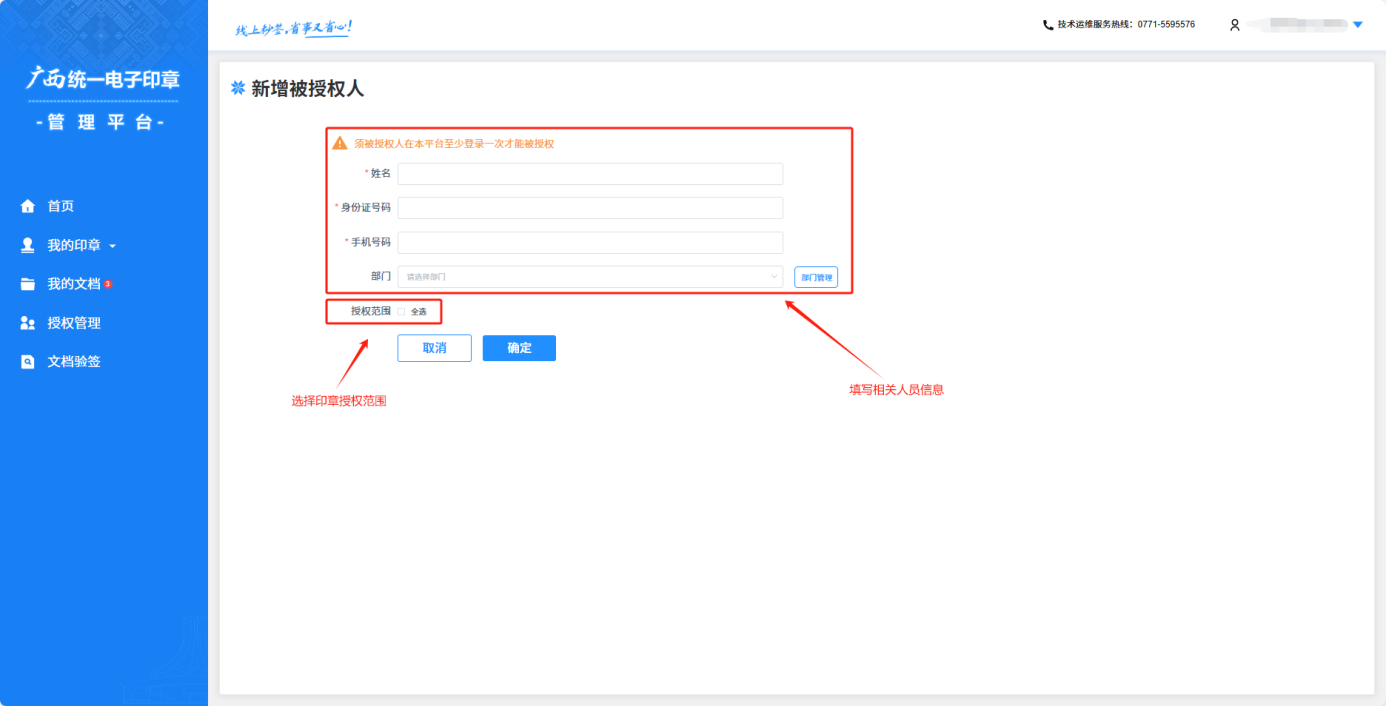 线上秒签,省事又省心!
技术运维服务热线：0771-5595576
广西统一电子印章
-管理平台-
首页
我的印章
我的文档 3
授权管理
文档验签
新增被授权人
须被授权人在本平台至少登录一次才能被授权
* 姓名
* 身份证号码
* 手机号码
部门 请选择部门 部门管理
授权范围 全选
取消 确定
选择印章授权范围
填写相关人员信息